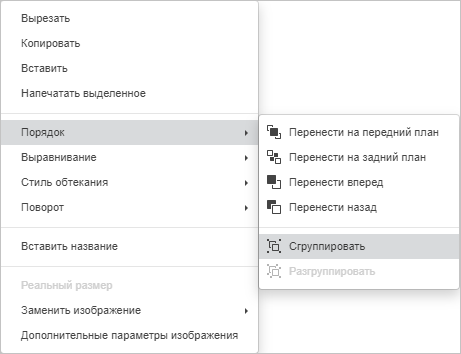 Вырезать
Копировать
Вставить
Напечатать выделенное
Порядок
Выравнивание
Стиль обтекания
Поворот
Вставить название
Реальный размер
Заменить изображение
Дополнительные параметры изображения
Перенести на передний план
Перенести на задний план
Перенести вперед
Перенести назад
Сгруппировать
Разгруппировать